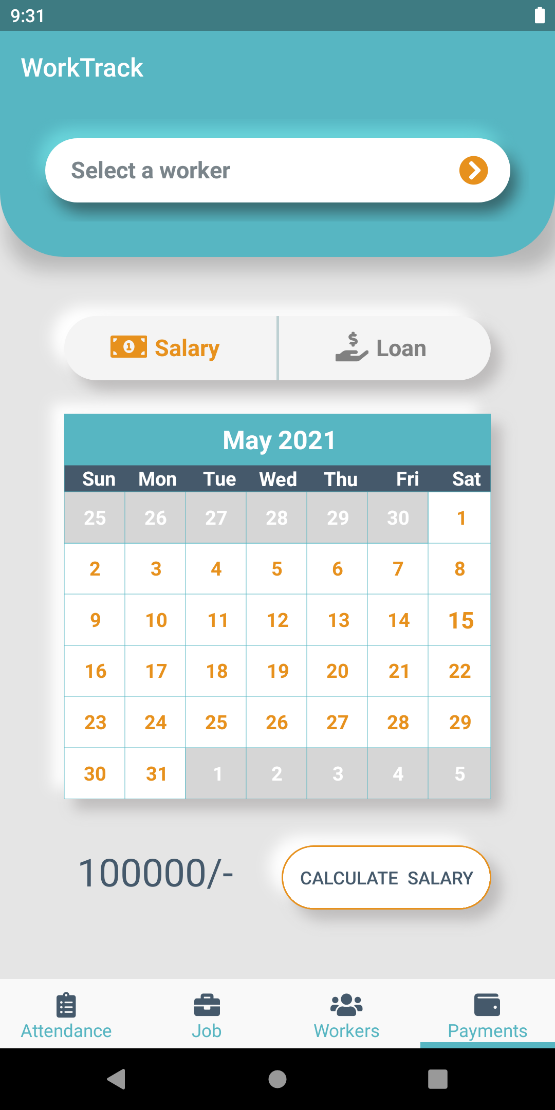 9:31
WorkTrack
Select a worker
1 Salary
$ Loan
May 2021
Sun Mon Tue Wed Thu Fri Sat
25 26 27 28 29 30 1
2 3 4 5 6 7 8
9 10 11 12 13 14 15
16 17 18 19 20 21 22
23 24 25 26 27 28 29
30 31 1 2 3 4 5
100000/- CALCULATE SALARY
Attendance Job Workers Payments